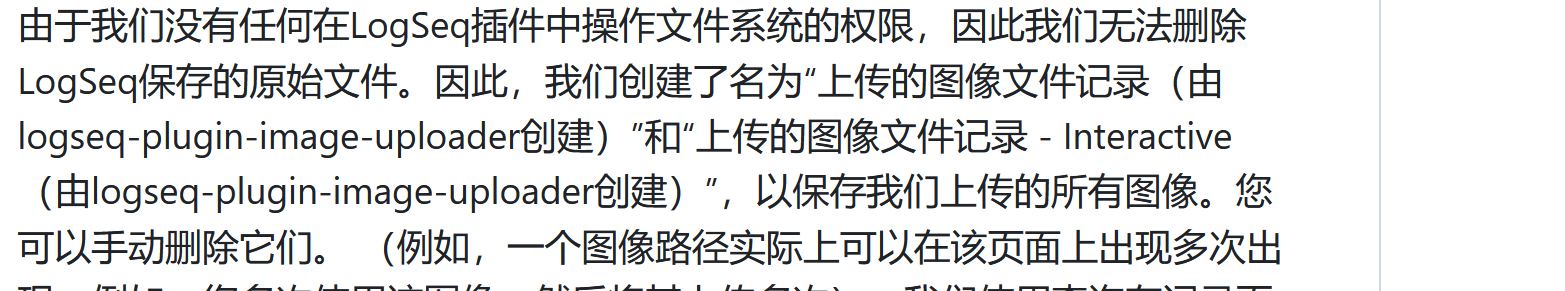 由于我们没有任何在LogSeq插件中操作文件系统的权限，因此我们无法删除
LogSeq保存的原始文件。因此，我们创建了名为“上传的图像文件记录（由
logseq-plugin-image-uploader创建）”和“上传的图像文件记录 - Interactive
（由logseq-plugin-image-uploader创建）”，以保存我们上传的所有图像。您
可以手动删除它们。 （例如，一个图像路径实际上可以在该页面上出现多次出